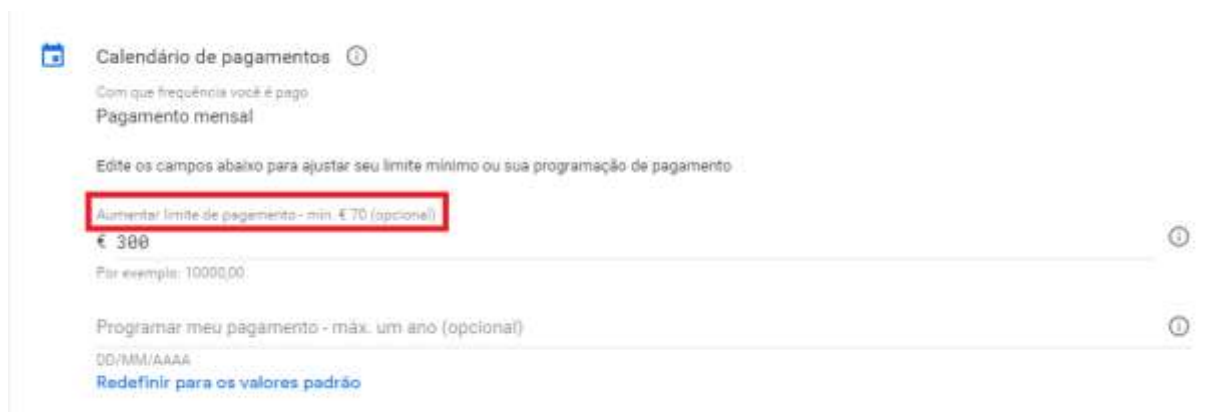 Calendário de pagamentos
Com que frequência você é pago
Pagamento mensal
Edite os campos abaixo para ajustar seu limite mínimo ou sua programação de pagamento
Aumentar limite de pagamento - min. € 70 (opcional)
€ 300
Por exemplo: 10000,00
Programar meu pagamento - máx. um ano (opcional)
DD/MM/AAAA
Redefinir para os valores padrão